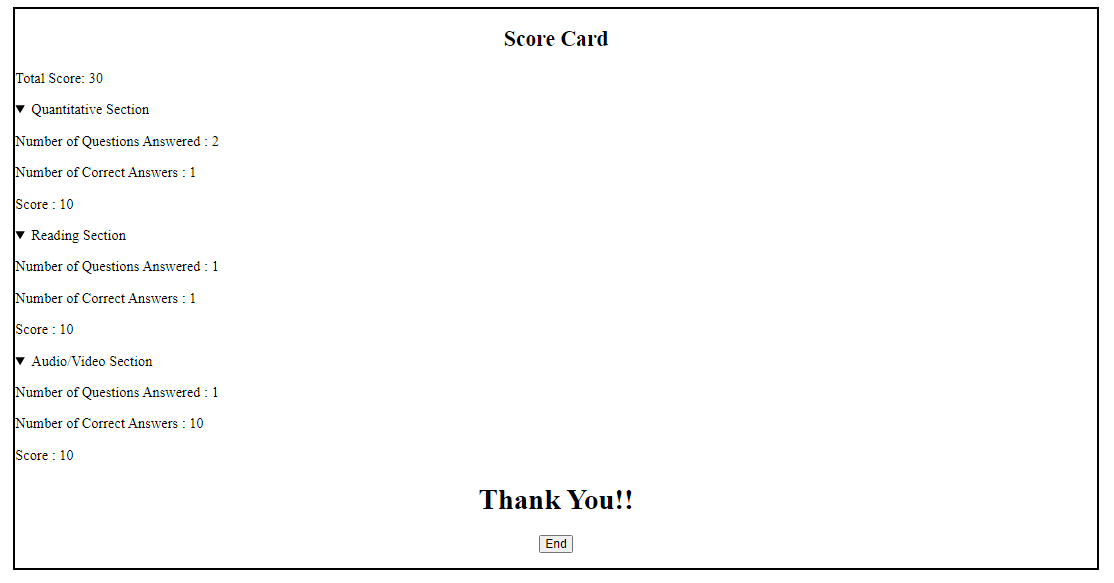 Score Card
Total Score: 30
Quantitative Section
Number of Questions Answered : 2
Number of Correct Answers : 1
Score : 10
Reading Section
Number of Questions Answered : 1
Number of Correct Answers : 1
Score : 10
Audio/Video Section
Number of Questions Answered : 1
Number of Correct Answers : 10
Score : 10
Thank You!!
End